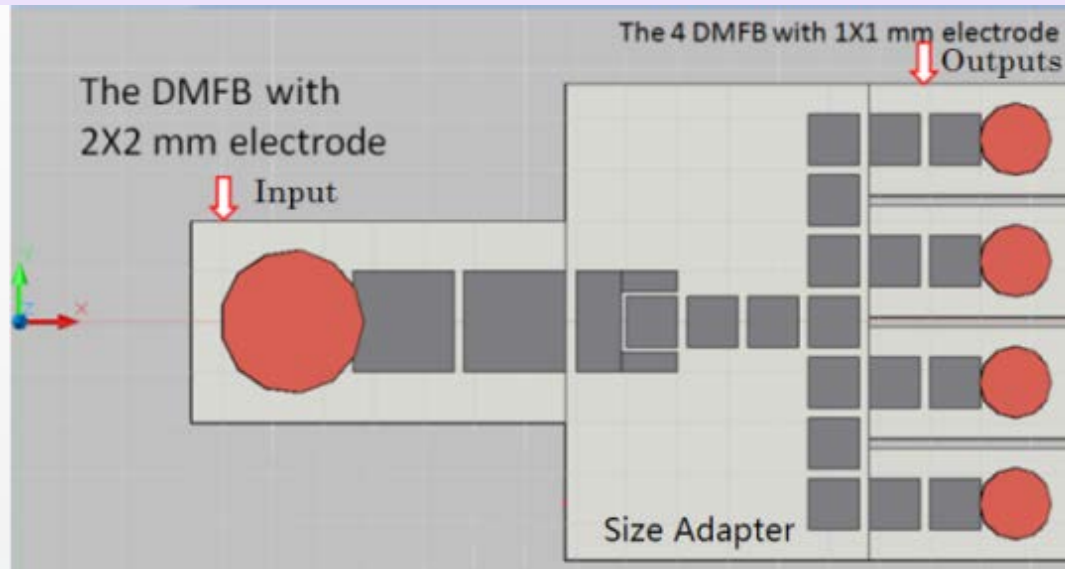 The 4 DMFB with 1X1 mm electrode
Outputs
The DMFB with
2X2 mm electrode
Input
Size Adapter
X
Y
Z